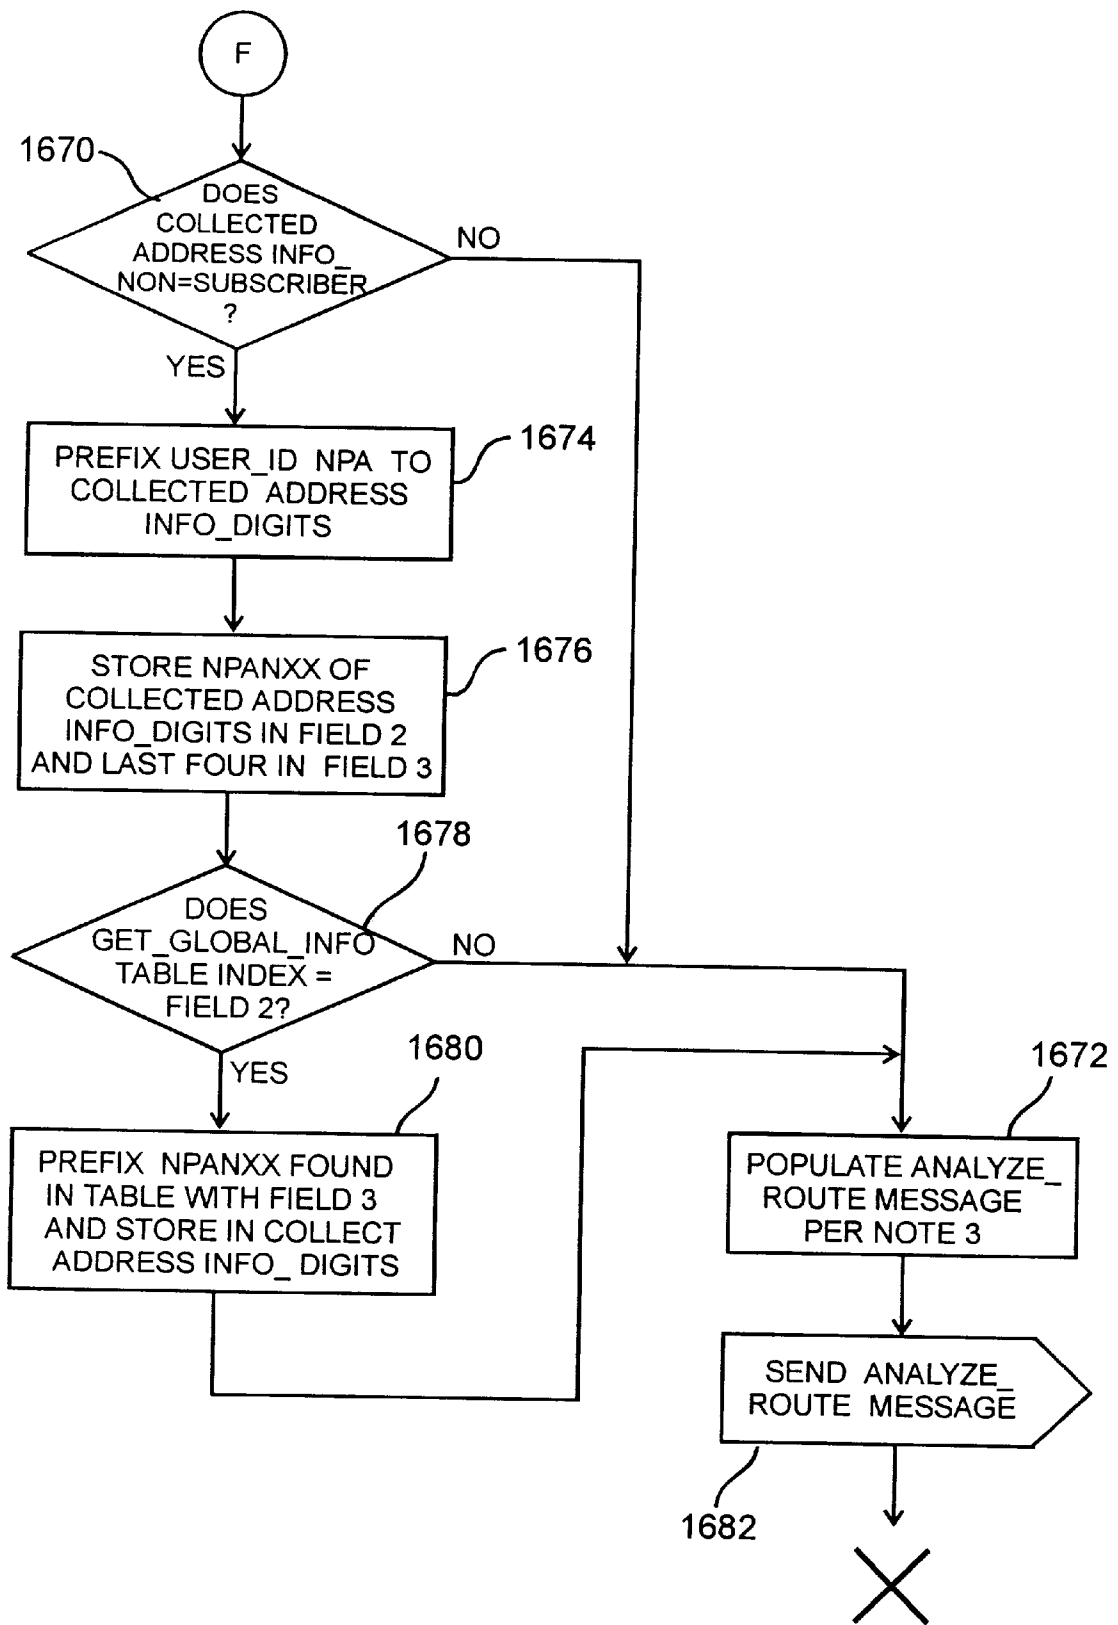 F
1670
DOES
COLLECTED
ADDRESS INFO_
NON=SUBSCRIBER
?
NO
YES
1674
PREFIX USER_ID NPA TO
COLLECTED ADDRESS
INFO_DIGITS
1676
STORE NPANXX OF
COLLECTED ADDRESS
INFO_DIGITS IN FIELD 2
AND LAST FOUR IN FIELD 3
1678
DOES
GET_GLOBAL_INFO
TABLE INDEX =
FIELD 2?
NO
YES
1680
PREFIX NPANXX FOUND
IN TABLE WITH FIELD 3
AND STORE IN COLLECT
ADDRESS INFO_ DIGITS
1672
POPULATE ANALYZE_
ROUTE MESSAGE
PER NOTE 3
SEND ANALYZE_
ROUTE MESSAGE
1682